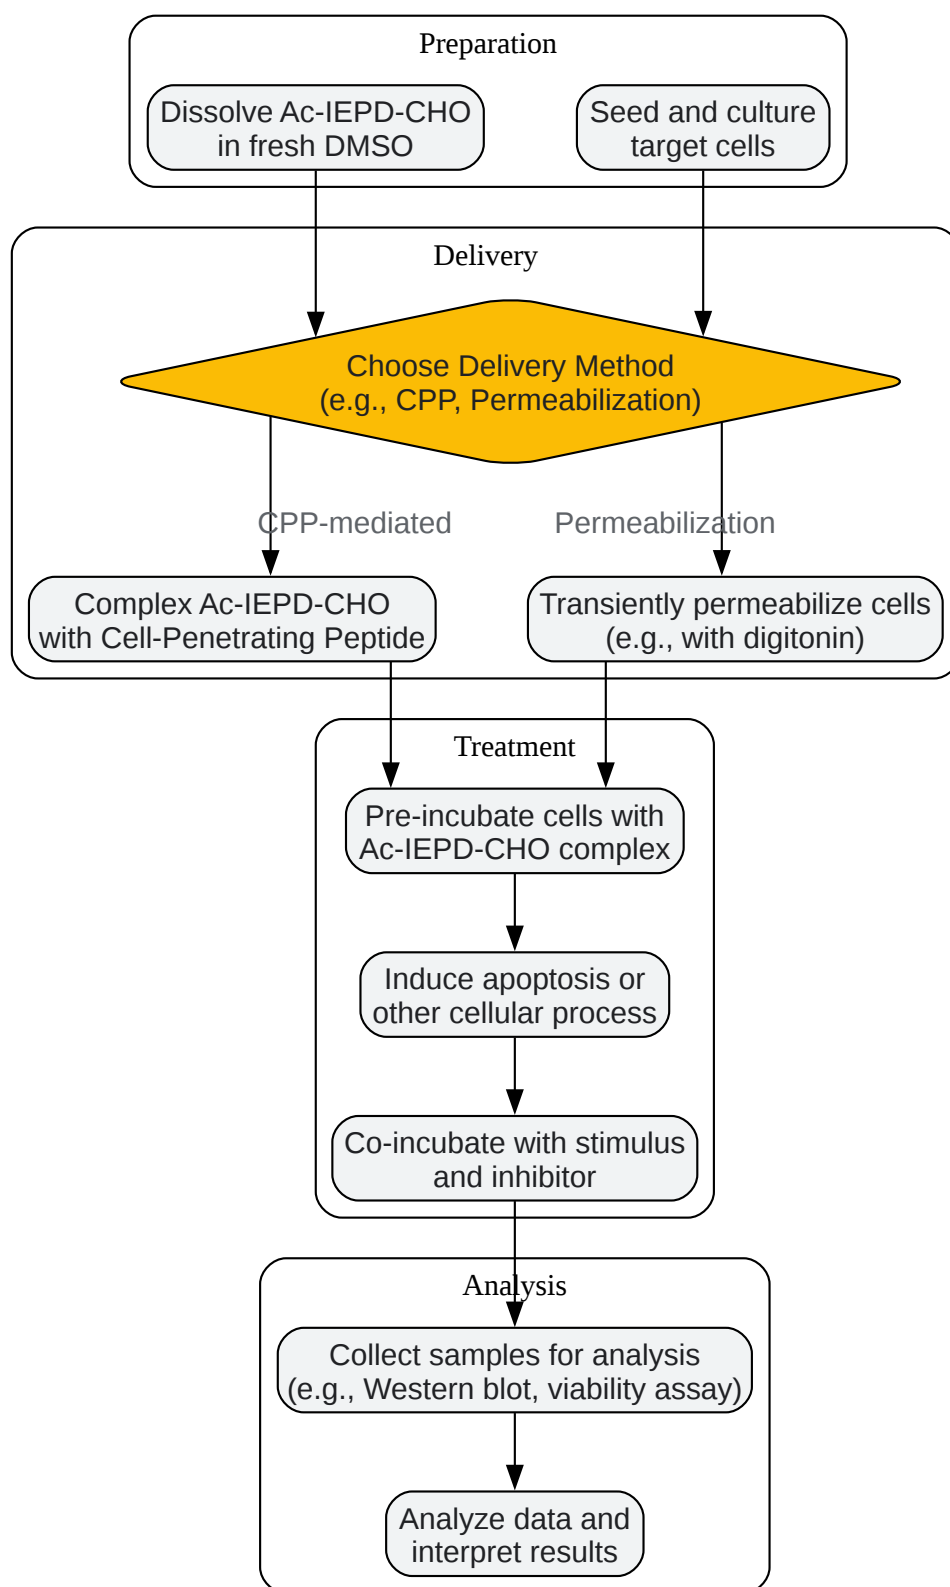 Preparation
Dissolve Ac-IEPD-CHO
in fresh DMSO
Seed and culture
target cells
Delivery
Choose Delivery Method
(e.g., CPP, Permeabilization)
CPP-mediated
Permeabilization
Complex Ac-IEPD-CHO
with Cell-Penetrating Peptide
Transiently permeabilize cells
(e.g., with digitonin)
Treatment
Pre-incubate cells with
Ac-IEPD-CHO complex
Induce apoptosis or
other cellular process
Co-incubate with stimulus
and inhibitor
Analysis
Collect samples for analysis
(e.g., Western blot, viability assay)
Analyze data and
interpret results